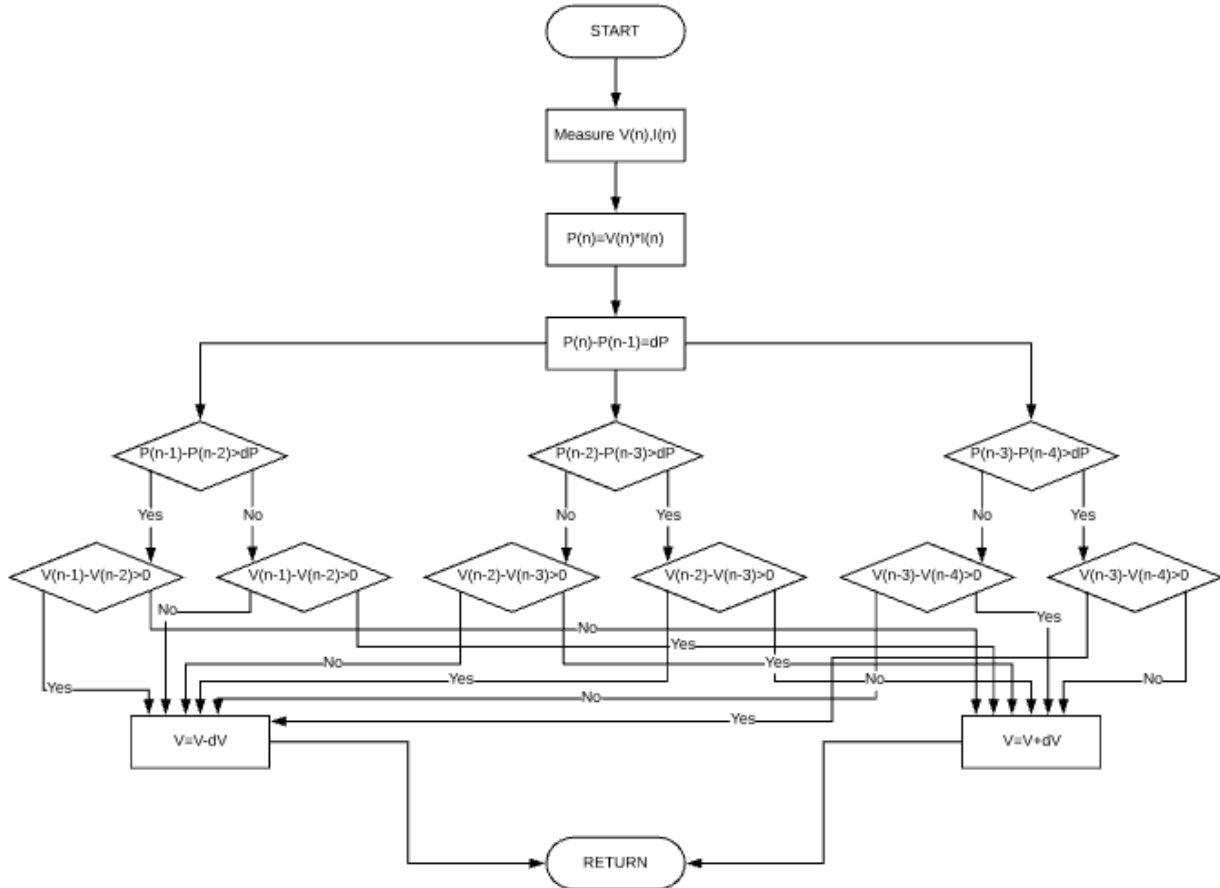 START
Measure V(n),I(n)
P(n)=V(n)*I(n)
P(n)-P(n-1)=dP
P(n-1)-P(n-2)>dP
P(n-2)-P(n-3)>dP
P(n-3)-P(n-4)>dP
Yes
No
No
Yes
No
Yes
V(n-1)-V(n-2)>0
V(n-1)-V(n-2)>0
V(n-2)-V(n-3)>0
V(n-2)-V(n-3)>0
V(n-3)-V(n-4)>0
V(n-3)-V(n-4)>0
No
Yes
No
Yes
No
Yes
Yes
No
No
Yes
No
Yes
V=V-dV
V=V+dV
RETURN